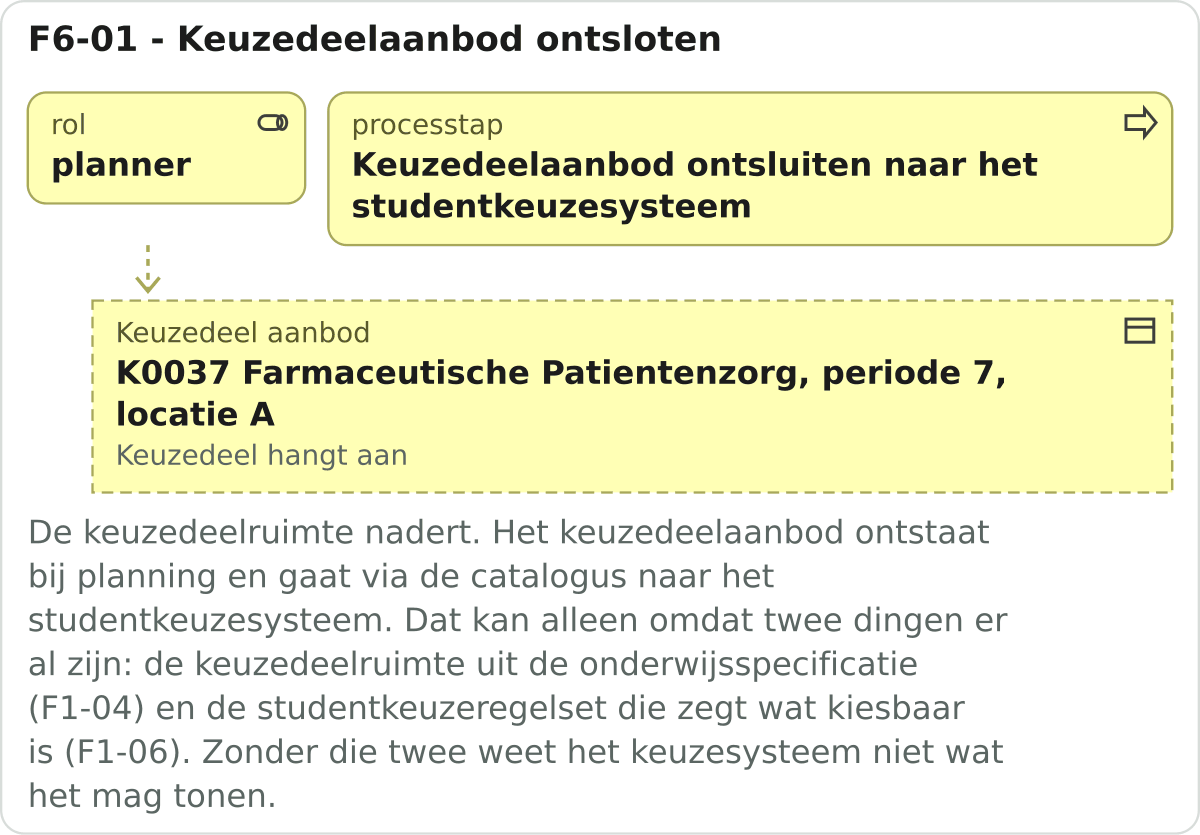 F6-01 - Keuzedeelaanbod ontsloten
rol
planner
processtap
Keuzedeelaanbod ontsluiten naar het
studentkeuzesysteem
Keuzedeel aanbod
K0037 Farmaceutische Patientenzorg, periode 7,
locatie A
Keuzedeel hangt aan
De keuzedeelruimte nadert. Het keuzedeelaanbod ontstaat
bij planning en gaat via de catalogus naar het
studentkeuzesysteem. Dat kan alleen omdat twee dingen er
al zijn: de keuzedeelruimte uit de onderwijsspecificatie
(F1-04) en de studentkeuzeregelset die zegt wat kiesbaar
is (F1-06). Zonder die twee weet het keuzesysteem niet wat
het mag tonen.